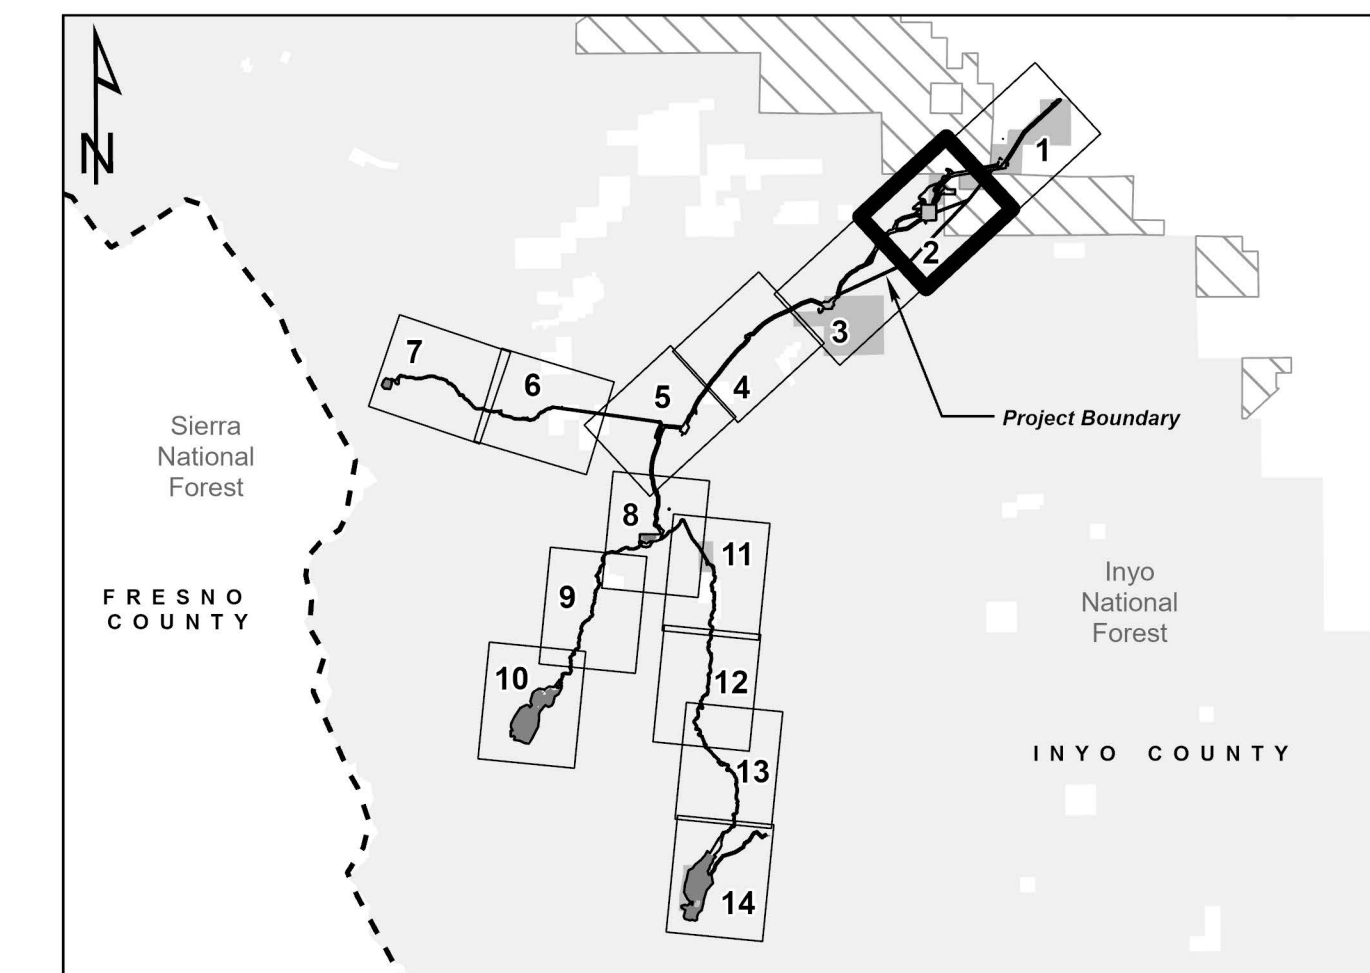 N
1
2
3
4
5
6
7
Project Boundary
Sierra
National
Forest
8
11
9
FRESNO
COUNTY
Inyo
National
Forest
10
12
INYO COUNTY
13
14